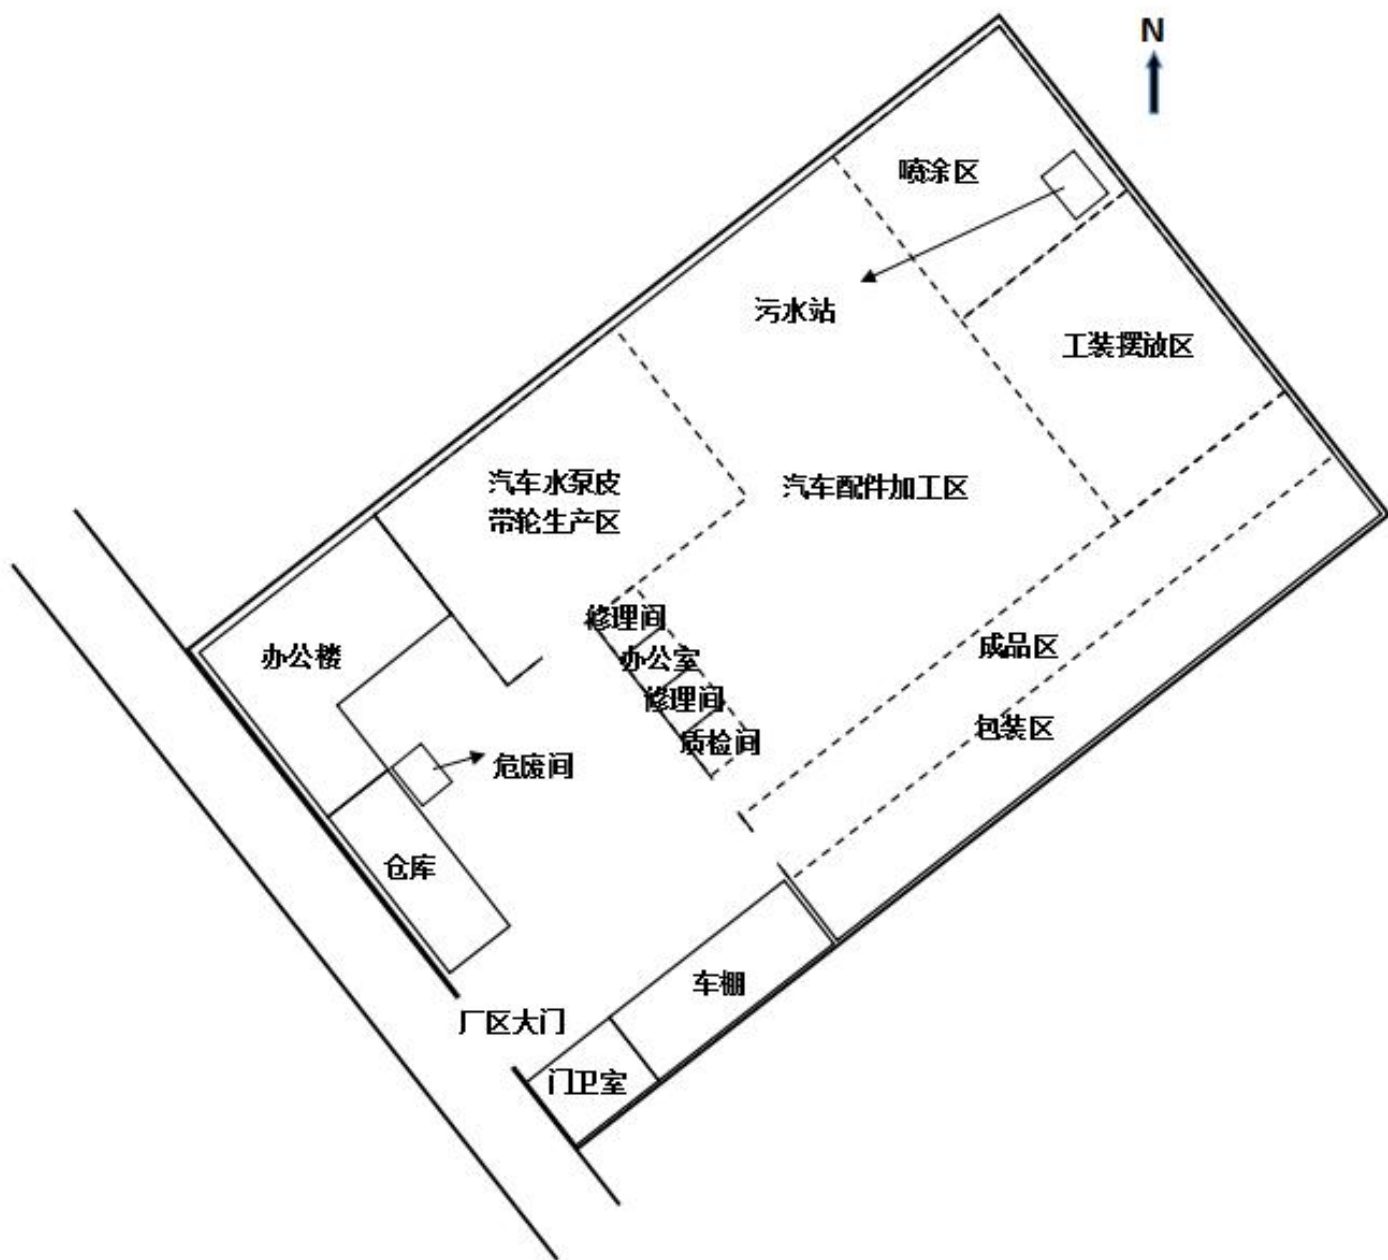 N
喷涂区
污水站
工装摆放区
汽车水泵皮
带轮生产区
汽车配件加工区
修理间
办公室
修理间
质检间
办公楼
成品区
包装区
危废间
仓库
车棚
厂区大门
门卫室